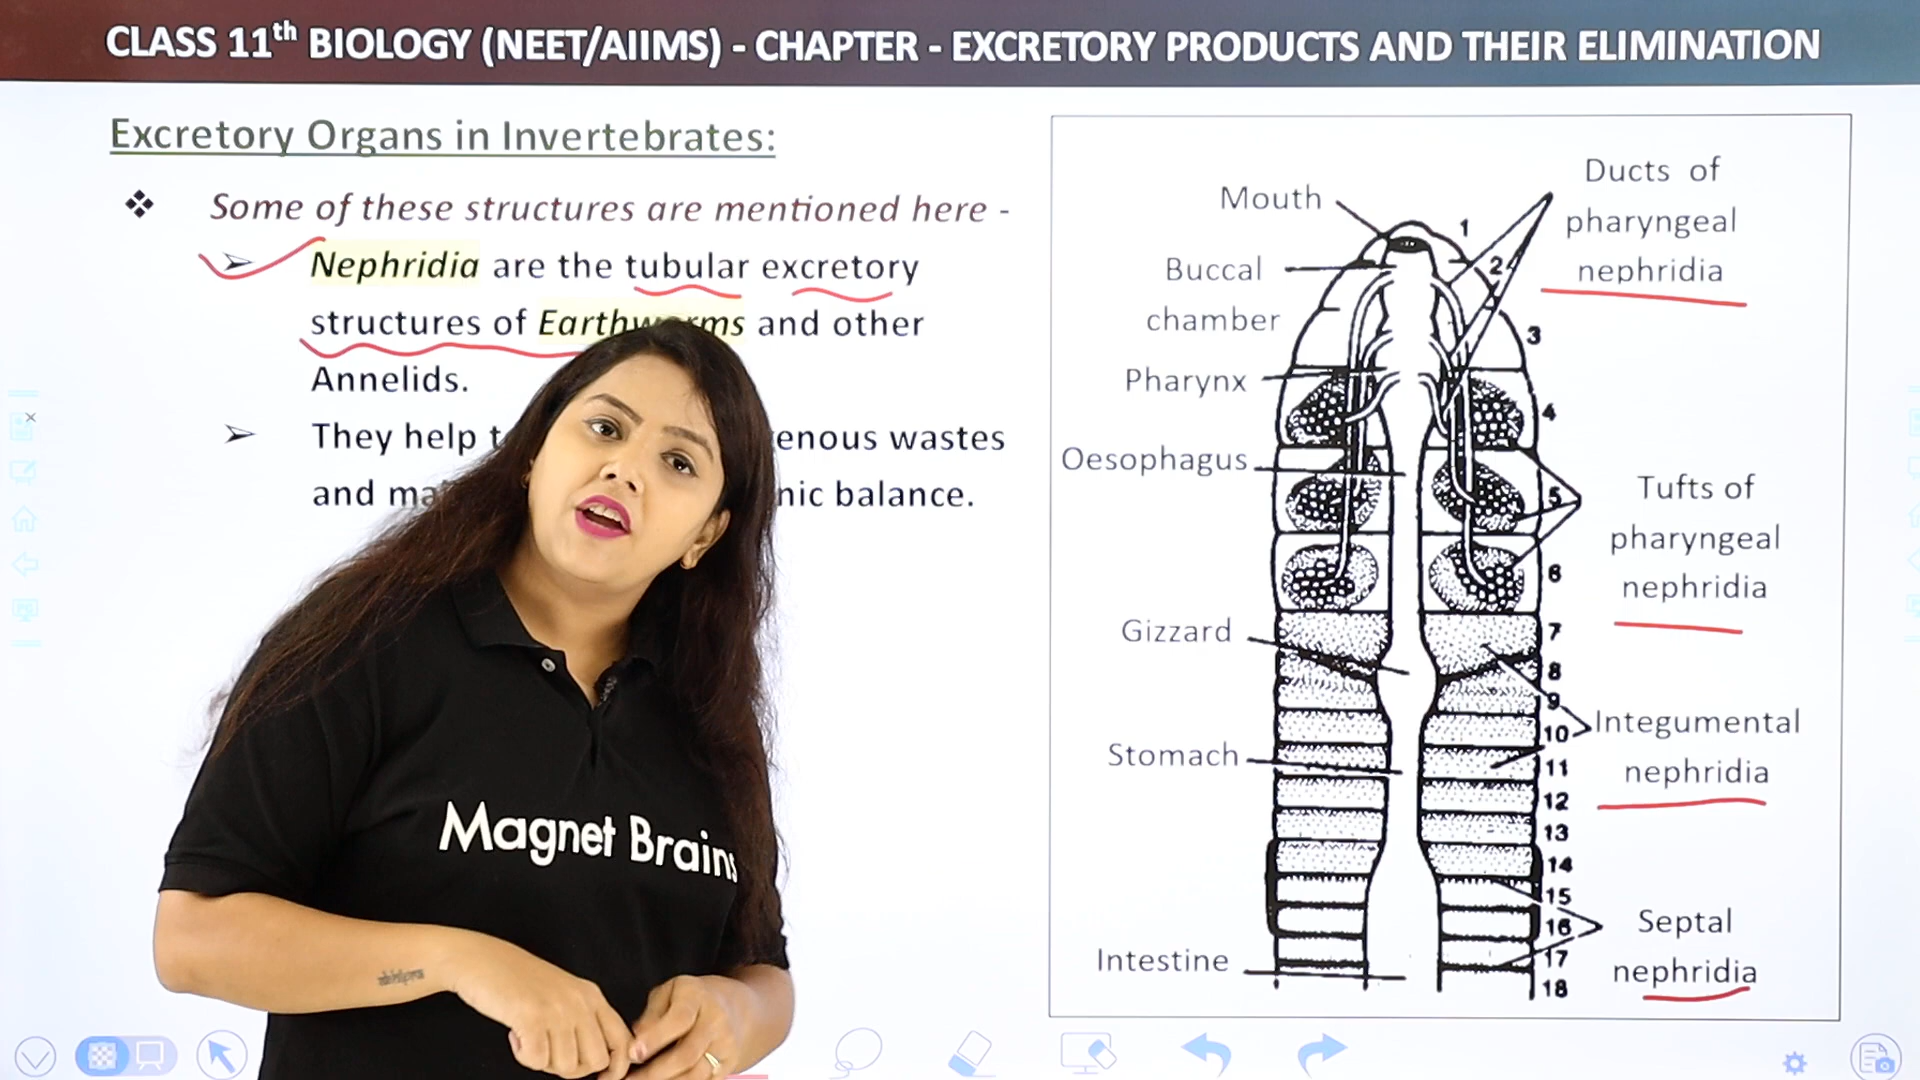 CLASS 11th BIOLOGY (NEET/AIIMS) - CHAPTER - EXCRETORY PRODUCTS AND THEIR ELIMINATION
Excretory Organs in Invertebrates:
❖ Some of these structures are mentioned here -
➢ Nephridia are the tubular excretory
structures of Earthworms and other
Annelids.
➢ They help
enous wastes
and
nic balance.
Magnet Brains
Mouth
Buccal
chamber
Pharynx
Oesophagus
Gizzard
Stomach
Intestine
Ducts of
pharyngeal
nephridia
Tufts of
pharyngeal
nephridia
Integumental
nephridia
Septal
nephridia
1
2
3
4
5
6
7
8
9
10
11
12
13
14
15
16
17
18